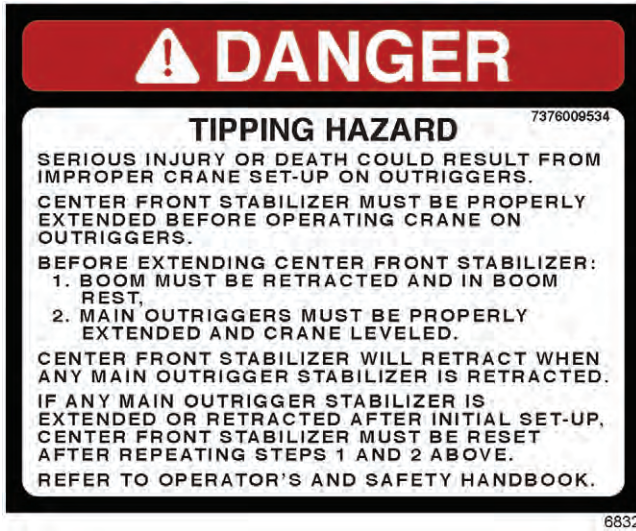 DANGER
7376009534
TIPPING HAZARD
SERIOUS INJURY OR DEATH COULD RESULT FROM
IMPROPER CRANE SET-UP ON OUTRIGGERS.
CENTER FRONT STABILIZER MUST BE PROPERLY
EXTENDED BEFORE OPERATING CRANE ON
OUTRIGGERS.
BEFORE EXTENDING CENTER FRONT STABILIZER:
1. BOOM MUST BE RETRACTED AND IN BOOM
REST,
2. MAIN OUTRIGGERS MUST BE PROPERLY
EXTENDED AND CRANE LEVELED.
CENTER FRONT STABILIZER WILL RETRACT WHEN
ANY MAIN OUTRIGGER STABILIZER IS RETRACTED.
IF ANY MAIN OUTRIGGER STABILIZER IS
EXTENDED OR RETRACTED AFTER INITIAL SET-UP,
CENTER FRONT STABILIZER MUST BE RESET
AFTER REPEATING STEPS 1 AND 2 ABOVE.
REFER TO OPERATOR'S AND SAFETY HANDBOOK.
6832